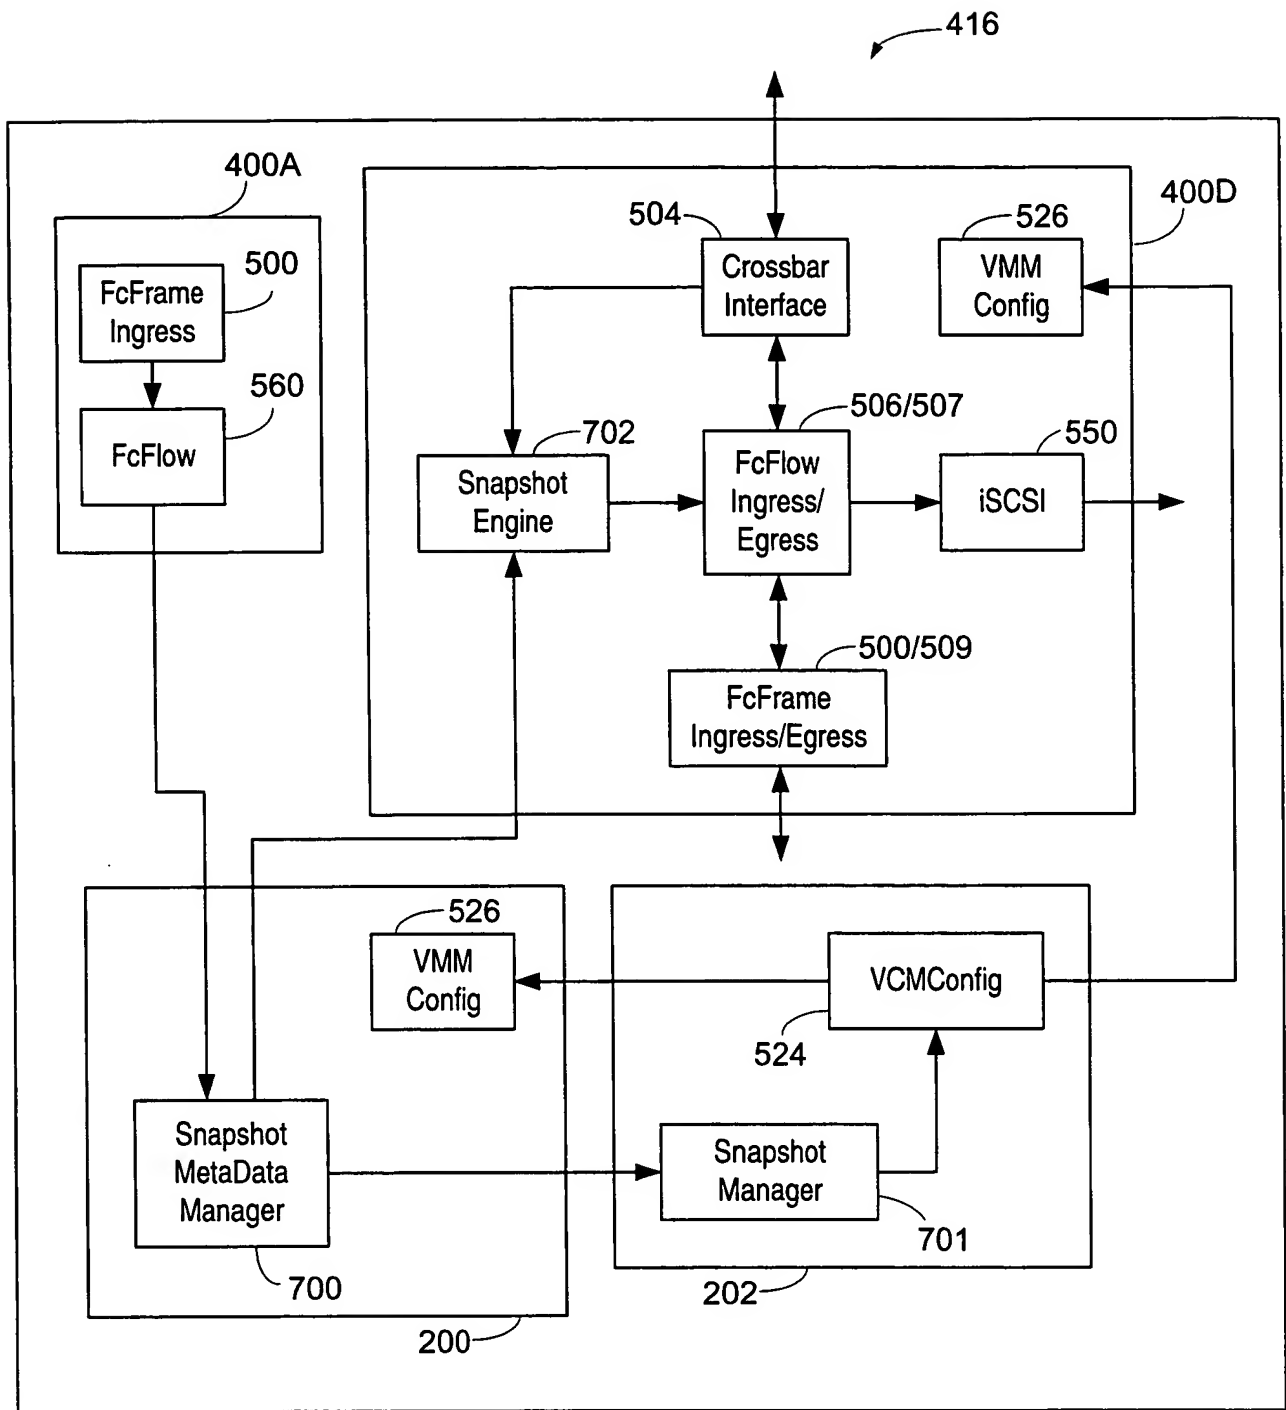 416
400A
500
FcFrame
Ingress
560
FcFlow
400D
504
Crossbar
Interface
526
VMM
Config
702
Snapshot
Engine
506/507
FcFlow
Ingress/
Egress
550
iSCSI
500/509
FcFrame
Ingress/Egress
526
VMM
Config
VCMConfig
524
Snapshot
MetaData
Manager
700
Snapshot
Manager
701
202
200